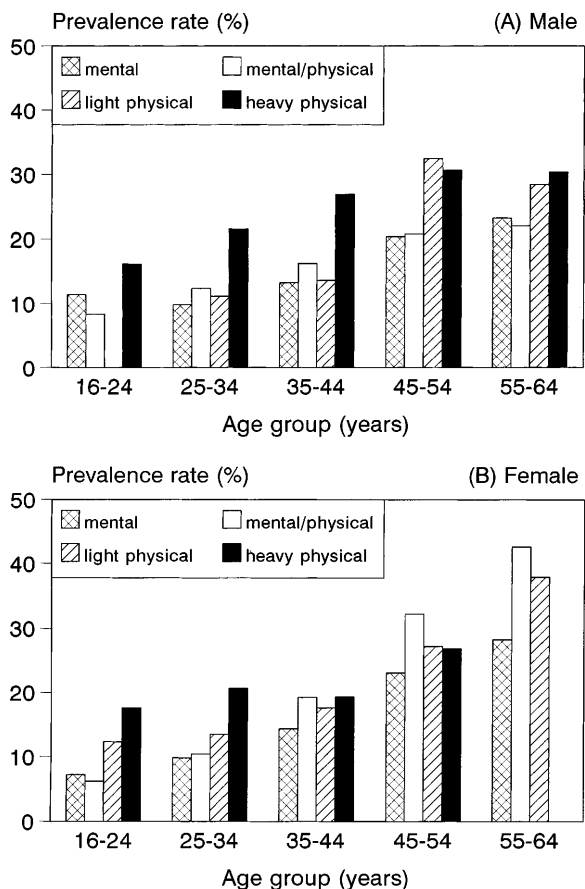 Prevalence rate (%) (A) Male
50
mental mental/physical
40
light physical heavy physical
30
20
10
0
16-24 25-34 35-44 45-54 55-64
Age group (years)
Prevalence rate (%) (B) Female
50
mental mental/physical
40
light physical heavy physical
30
20
10
0
16-24 25-34 35-44 45-54 55-64
Age group (years)